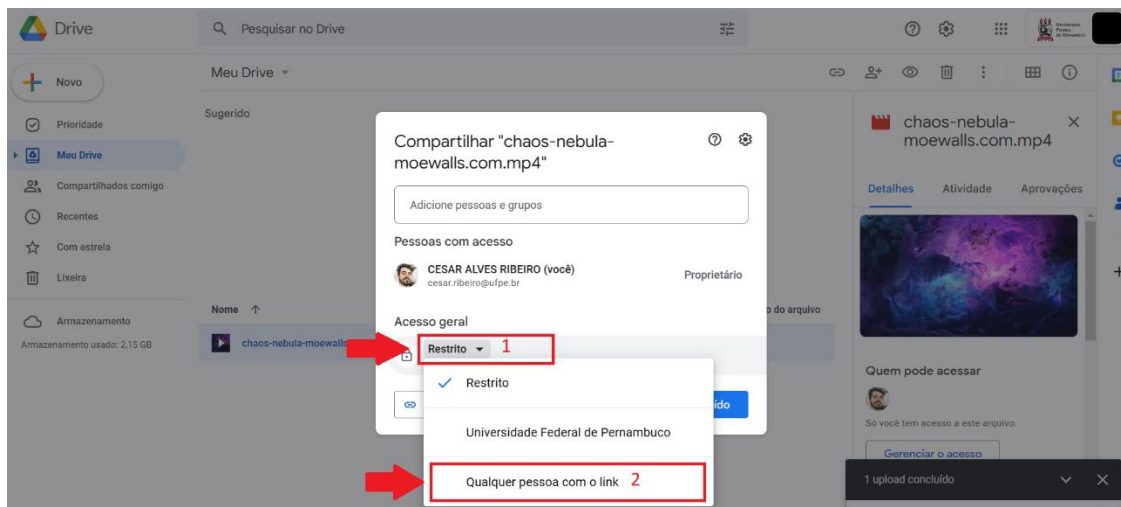 Drive
Pesquisar no Drive
Novo
Meu Drive
Prioridade
Meu Drive
Compartilhados comigo
Recentes
Com estrela
Lixeira
Armazenamento
Armazenamento usado: 2,15 GB
Sugerido
Nome
o do arquivo
chaos-nebula-moewalls
Compartilhar "chaos-nebula-
moewalls.com.mp4"
Adicione pessoas e grupos
Pessoas com acesso
CESAR ALVES RIBEIRO (você)
cesar.ribeiro@ufpe.br
Proprietário
Acesso geral
Restrito 1
Restrito
Universidade Federal de Pernambuco
Qualquer pessoa com o link 2
ído
chaos-nebula-
moewalls.com.mp4
Detalhes Atividade Aprovações
Quem pode acessar
Só você tem acesso a este arquivo.
Gerenciar o acesso
1 upload concluído